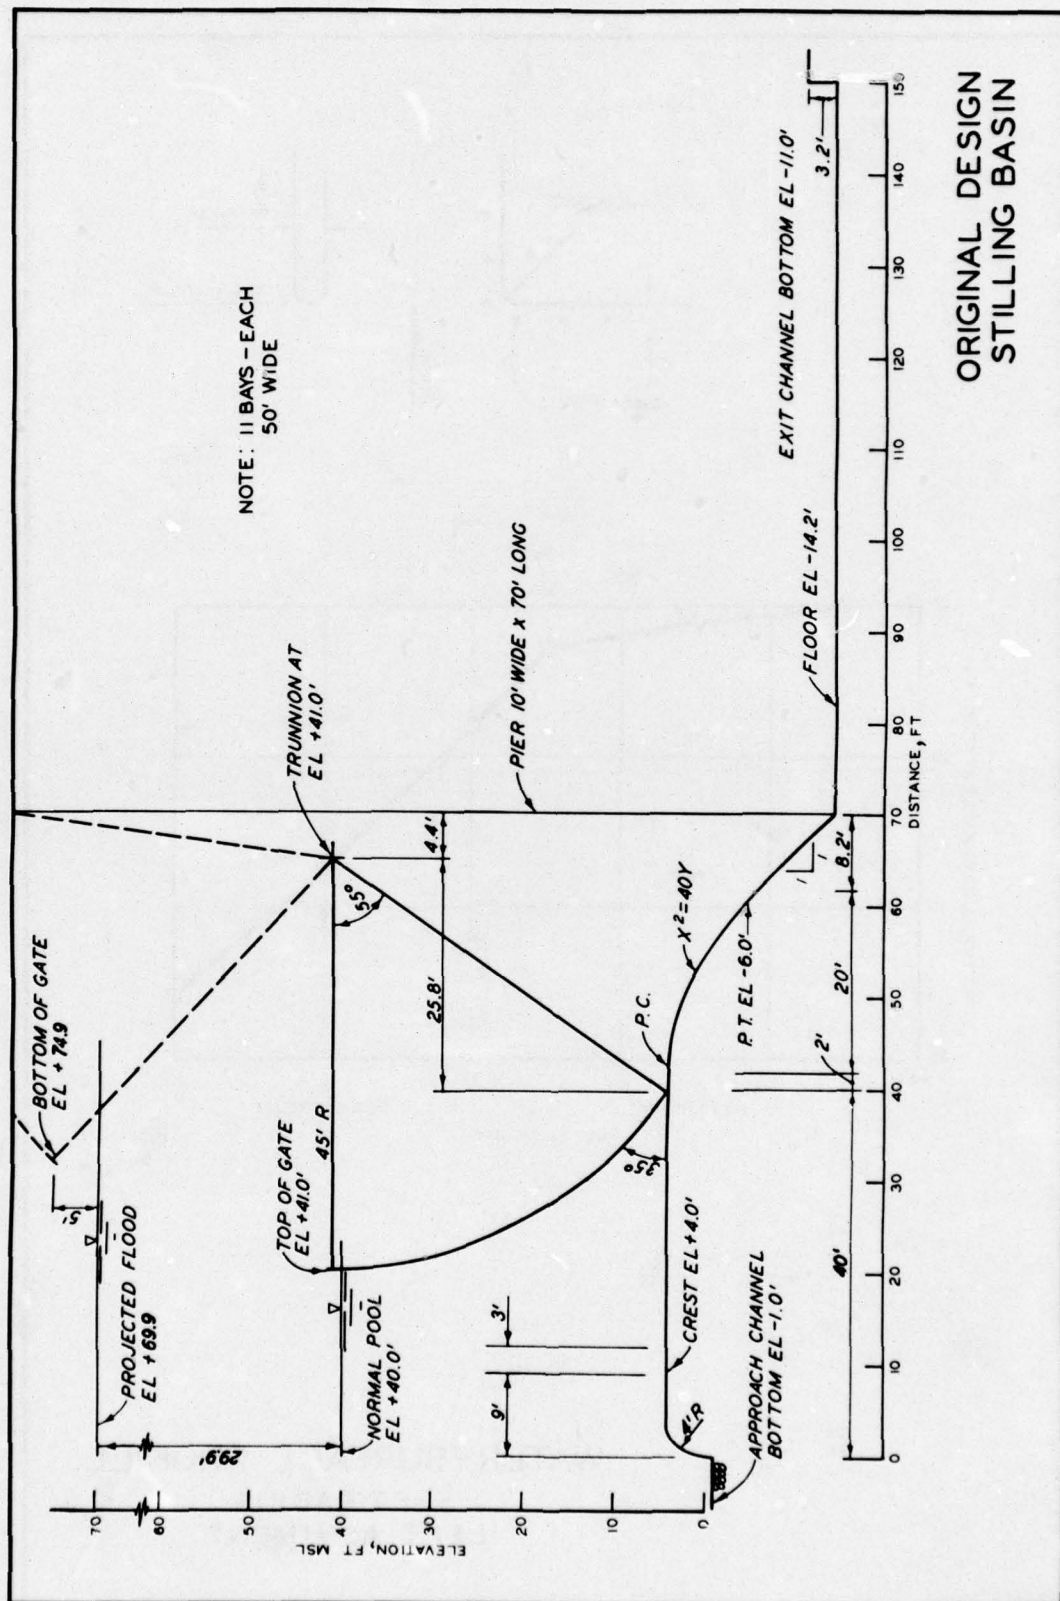 PROJECTED FLOOD
EL +69.9
BOTTOM OF GATE
EL +74.9
5'
29.9'
NORMAL POOL
EL +40.0'
TOP OF GATE
EL +41.0'
45' R
55°
TRUNNION AT
EL +41.0'
NOTE: 11 BAYS - EACH
50' WIDE
25.8'
4.4'
PIER 10' WIDE X 70' LONG
9'
3'
25°
P.C.
X²=40Y
4'R
CREST EL +4.0'
P.T. EL -6.0'
1
1
APPROACH CHANNEL
BOTTOM EL -1.0'
FLOOR EL -14.2'
EXIT CHANNEL BOTTOM EL -11.0'
3.2'
40'
2'
20'
8.2'
ELEVATION, FT MSL
70
60
50
40
30
20
10
0
0 10 20 30 40 50 60 70 80 90 100 110 120 130 140 150
DISTANCE, FT
ORIGINAL DESIGN
STILLING BASIN